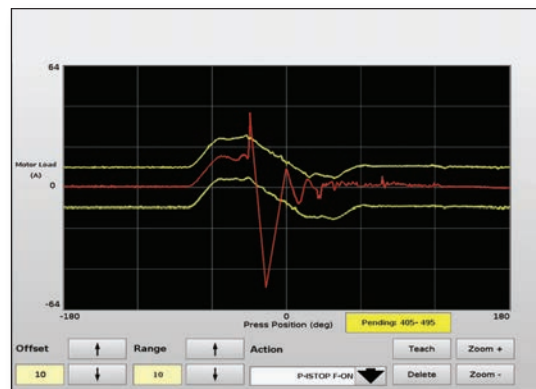 64
Motor Load
(A)
0
-64
-180
0
180
Press Position (deg)
Pending: 405- 495
Offset
Range
Action
Teach
Zoom +
10
10
P-ISTOP F-ON
Delete
Zoom -